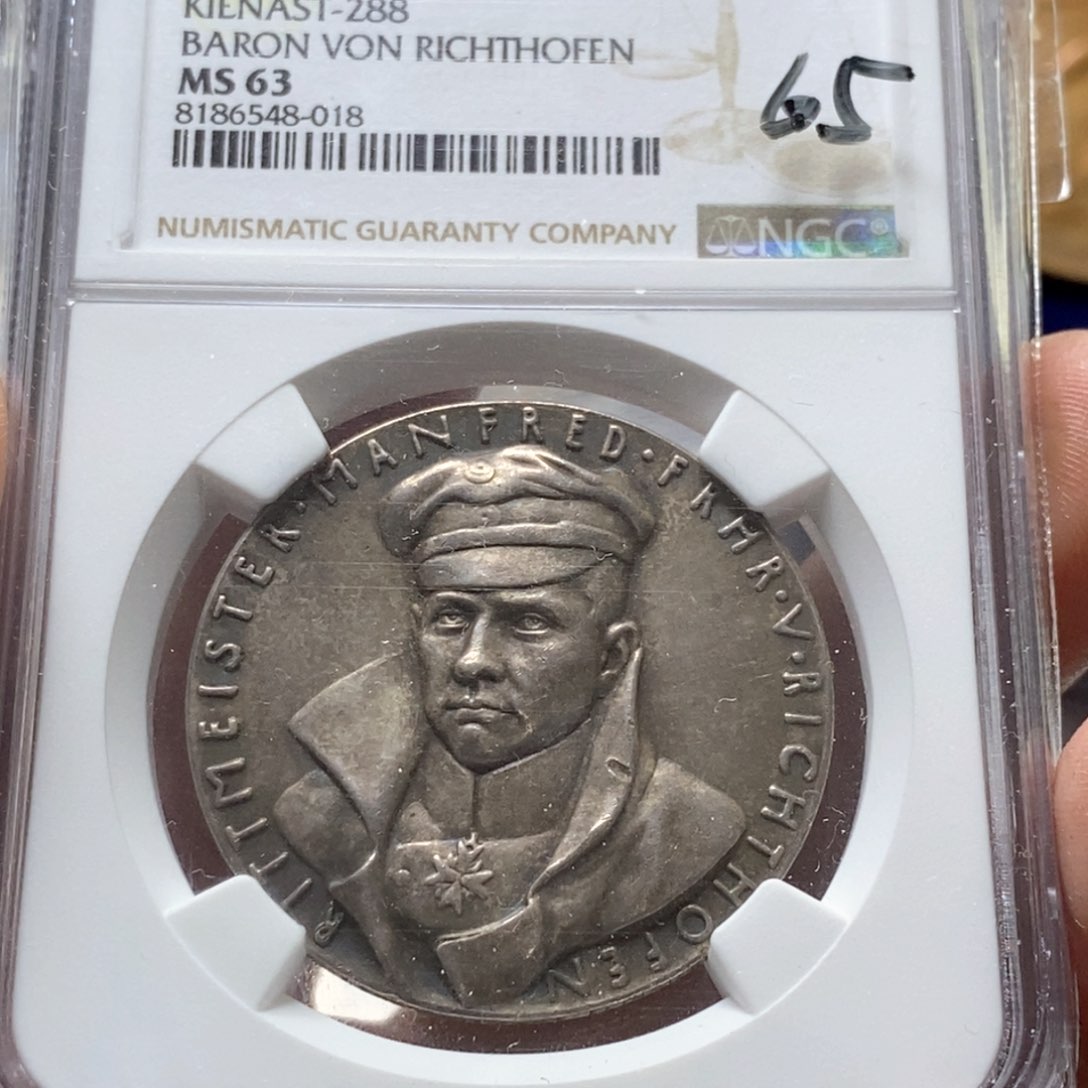 KIENAST-288
BARON VON RICHTHOFEN
MS 63
8186548-018
65
NUMISMATIC GUARANTY COMPANY
NGC®
RITTMEISTER·MANFRED·FRHR·V·RICHTHOFEN